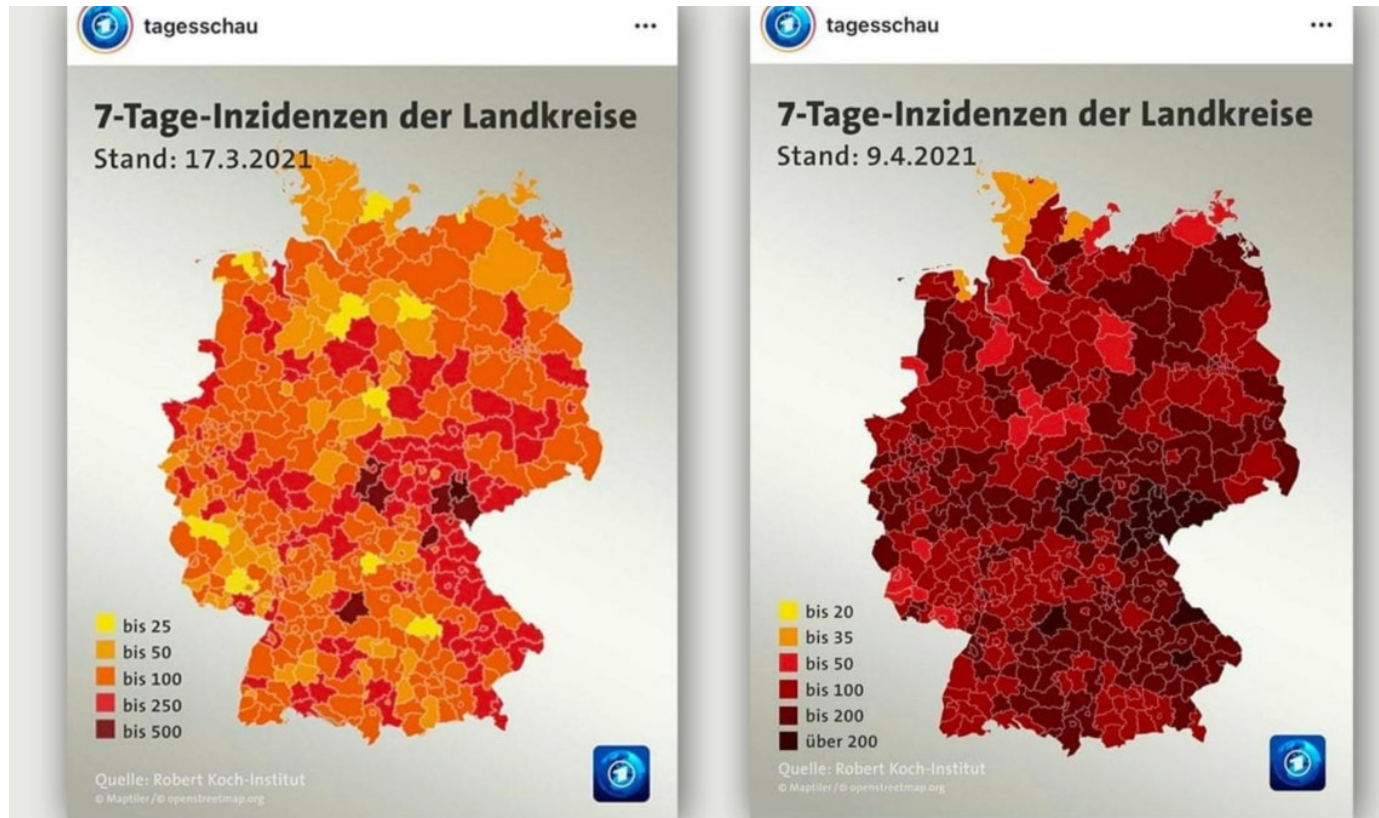 tagesschau
7-Tage-Inzidenzen der Landkreise
Stand: 17.3.2021
bis 25
bis 50
bis 100
bis 250
bis 500
Quelle: Robert Koch-Institut
© Maptiler/© openstreetmap.org
tagesschau
7-Tage-Inzidenzen der Landkreise
Stand: 9.4.2021
bis 20
bis 35
bis 50
bis 100
bis 200
über 200
Quelle: Robert Koch-Institut
© Maptiler/© openstreetmap.org